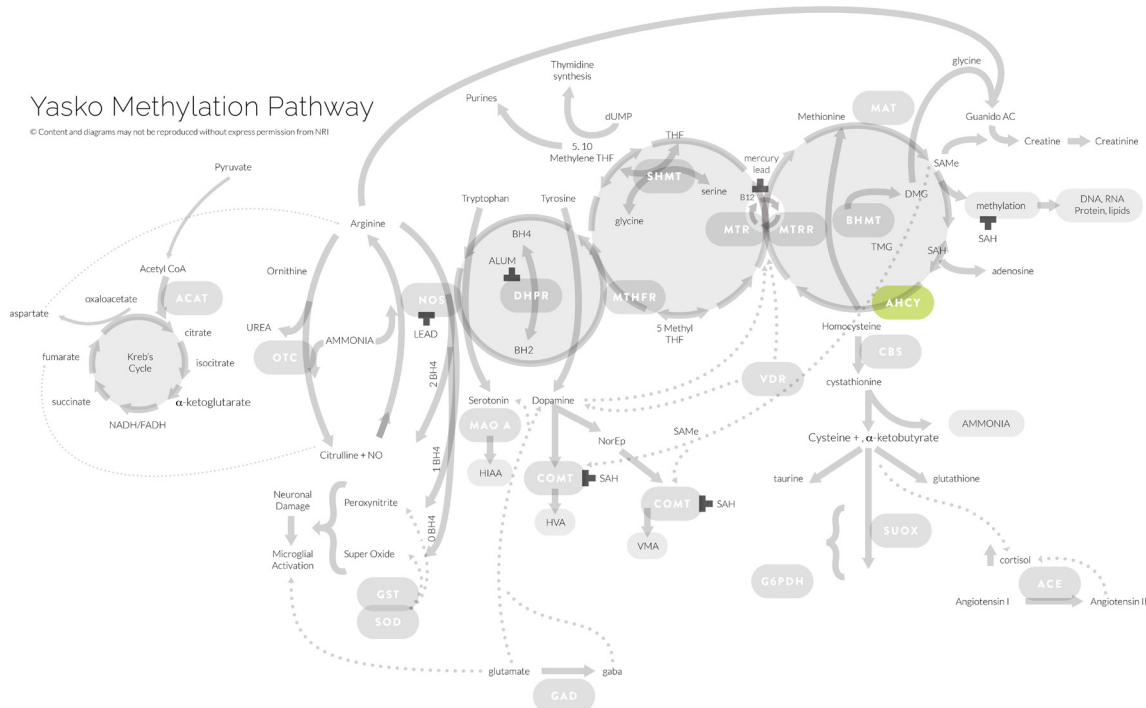 Yasko Methylation Pathway
© Content and diagrams may not be reproduced without express permission from NRI
Pyruvate
Acetyl CoA
ACAT
oxaloacetate
aspartate
citrate
fumarate
Kreb's
Cycle
isocitrate
succinate
α-ketoglutarate
NADH/FADH
Arginine
Ornithine
UREA
OTC
AMMONIA
Citrulline + NO
Neuronal
Damage
Peroxynitrite
Microglial
Activation
Super Oxide
GST
SOD
NOS
LEAD
2 BH4
1 BH4
0 BH4
Tryptophan
Tyrosine
BH4
ALUM
DHPR
BH2
MTHFR
Serotonin
Dopamine
MAO A
HIAA
NorEp
SAMe
COMT
SAH
HVA
COMT
SAH
VMA
glutamate
gaba
GAD
Thymidine
synthesis
Purines
dUMP
5. 10
Methylene THF
THF
SHMT
serine
glycine
5 Methyl
THF
mercury
lead
B12
MTR
MTRR
Methionine
MAT
glycine
Guanido AC
Creatine
Creatinine
SAMe
DMG
BHMT
TMG
methylation
DNA, RNA
Protein, lipids
SAH
SAH
adenosine
AHCY
Homocysteine
CBS
VDR
cystathionine
AMMONIA
Cysteine + , α-ketobutyrate
taurine
glutathione
SUOX
G6PDH
cortisol
ACE
Angiotensin I
Angiotensin II